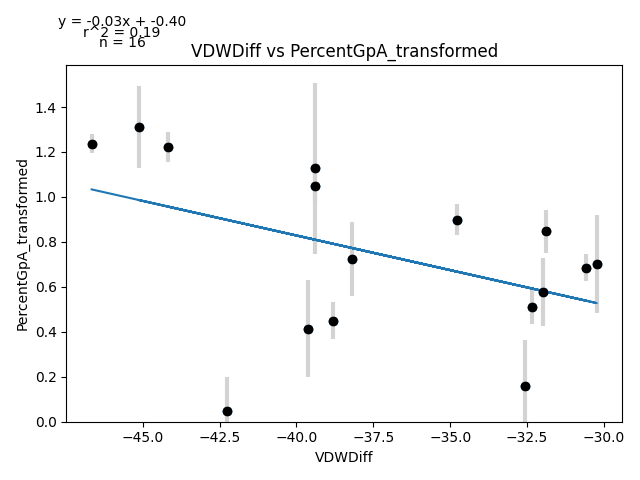 y = -0.03x + -0.40
r^2 = 0.19
n = 16
VDWDiff vs PercentGpA_transformed
PercentGpA_transformed
1.4
1.2
1.0
0.8
0.6
0.4
0.2
0.0
−45.0 −42.5 −40.0 −37.5 −35.0 −32.5 −30.0
VDWDiff